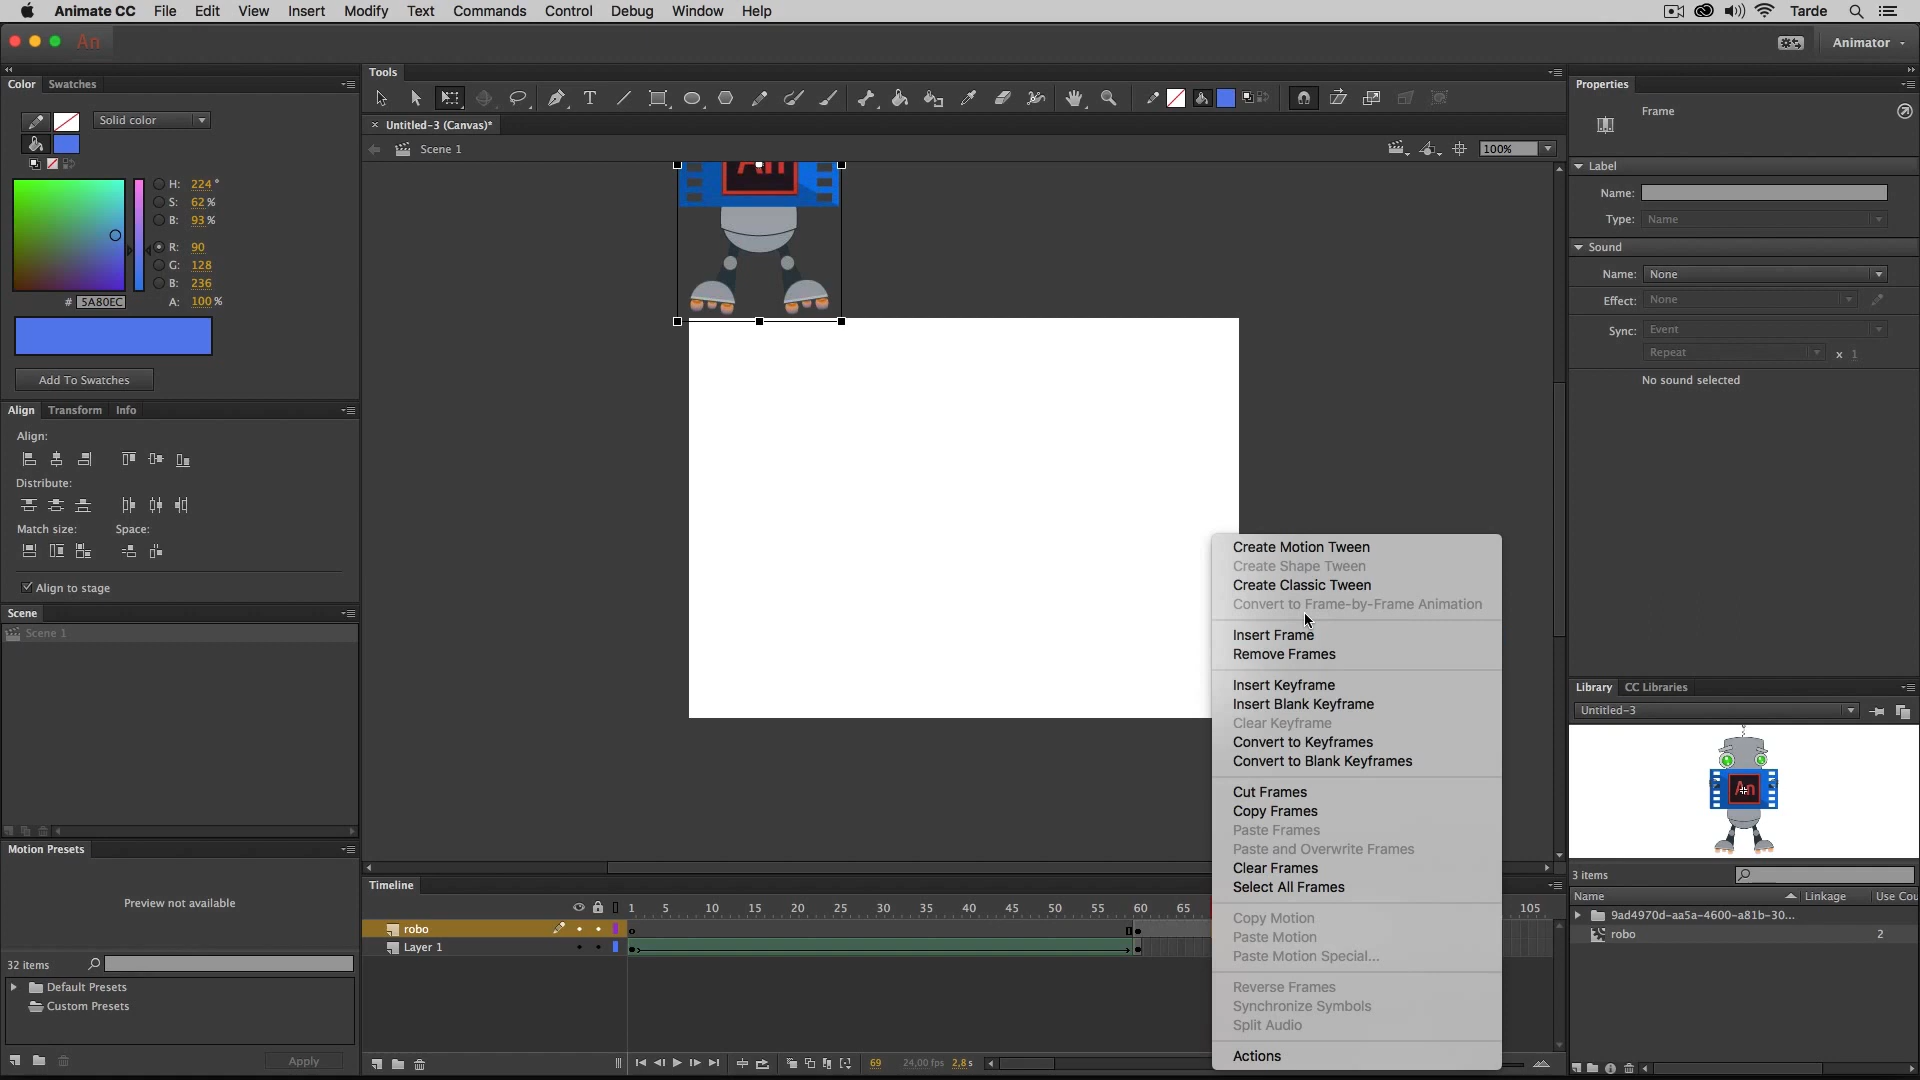 Animate CC File Edit View Insert Modify Text Commands Control Debug Window Help Tarde
An Animator
Color Swatches
Solid color
H: 224 °
S: 62 %
B: 93 %
R: 90
G: 128
B: 236
# 5A80EC A: 100 %
Add To Swatches
Align Transform Info
Align:
Distribute:
Match size: Space:
Align to stage
Scene
Scene 1
Motion Presets
Preview not available
32 items
Default Presets
Custom Presets
Apply
Tools
T
Untitled-3 (Canvas)*
Scene 1
100%
An
Create Motion Tween
Create Shape Tween
Create Classic Tween
Convert to Frame-by-Frame Animation
Insert Frame
Remove Frames
Insert Keyframe
Insert Blank Keyframe
Clear Keyframe
Convert to Keyframes
Convert to Blank Keyframes
Cut Frames
Copy Frames
Paste Frames
Paste and Overwrite Frames
Clear Frames
Select All Frames
Copy Motion
Paste Motion
Paste Motion Special...
Reverse Frames
Synchronize Symbols
Split Audio
Actions
Timeline
1 5 10 15 20 25 30 35 40 45 50 55 60 65 105
robo
Layer 1
69 24,00 fps 2,8 s
Properties
Frame
Label
Name:
Type: Name
Sound
Name: None
Effect: None
Sync: Event
Repeat x 1
No sound selected
Library CC Libraries
Untitled-3
An
3 items
Name Linkage Use Cou
9ad4970d-aa5a-4600-a81b-30...
robo 2